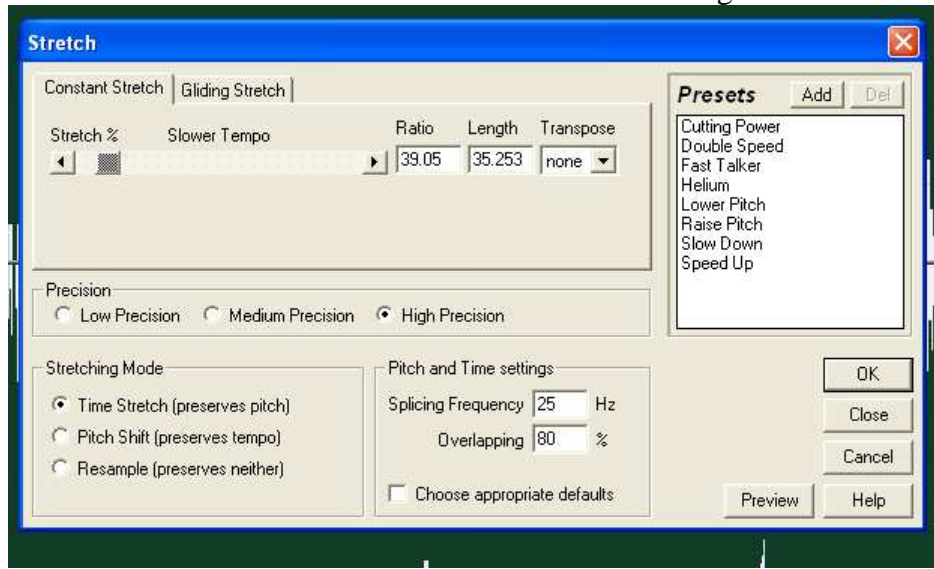 Stretch
Constant Stretch Gliding Stretch
Stretch % Slower Tempo Ratio Length Transpose
39.05 35.253 none
Presets Add Del
Cutting Power
Double Speed
Fast Talker
Helium
Lower Pitch
Raise Pitch
Slow Down
Speed Up
Precision
Low Precision Medium Precision High Precision
Stretching Mode
Time Stretch (preserves pitch)
Pitch Shift (preserves tempo)
Resample (preserves neither)
Pitch and Time settings
Splicing Frequency 25 Hz
Overlapping 80 %
Choose appropriate defaults
OK
Close
Cancel
Preview Help